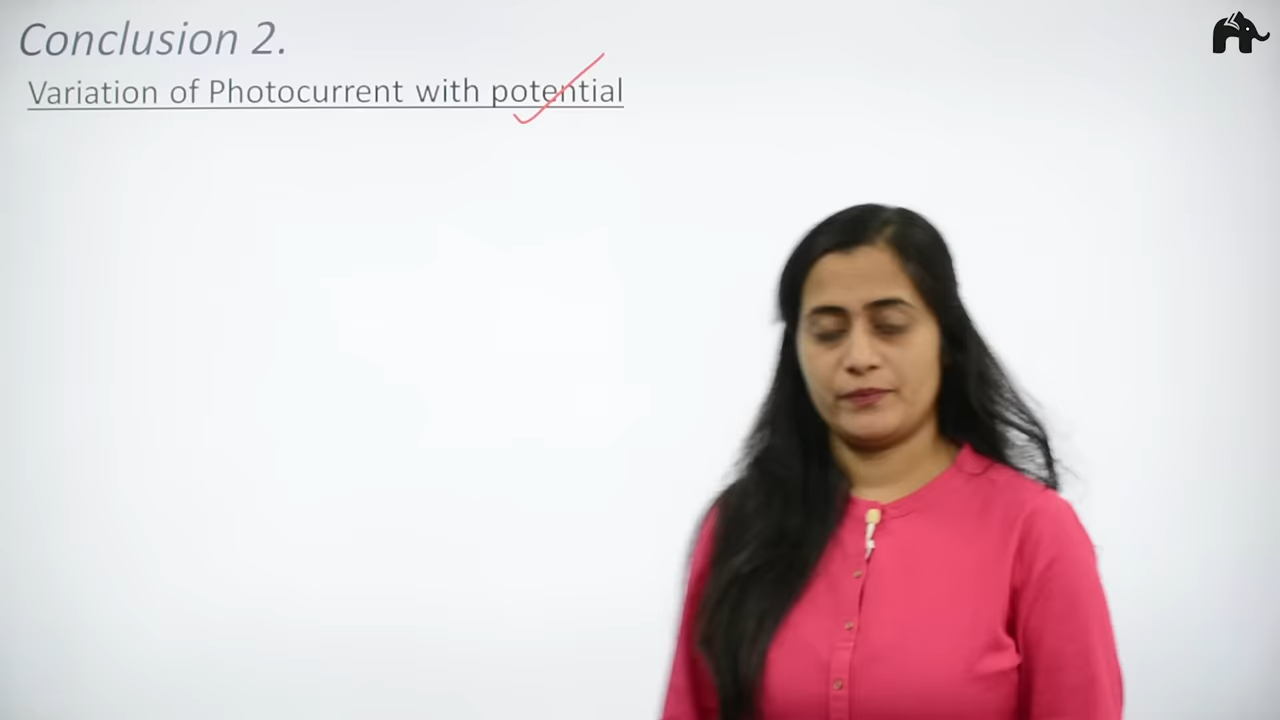 Conclusion 2.
Variation of Photocurrent with potential